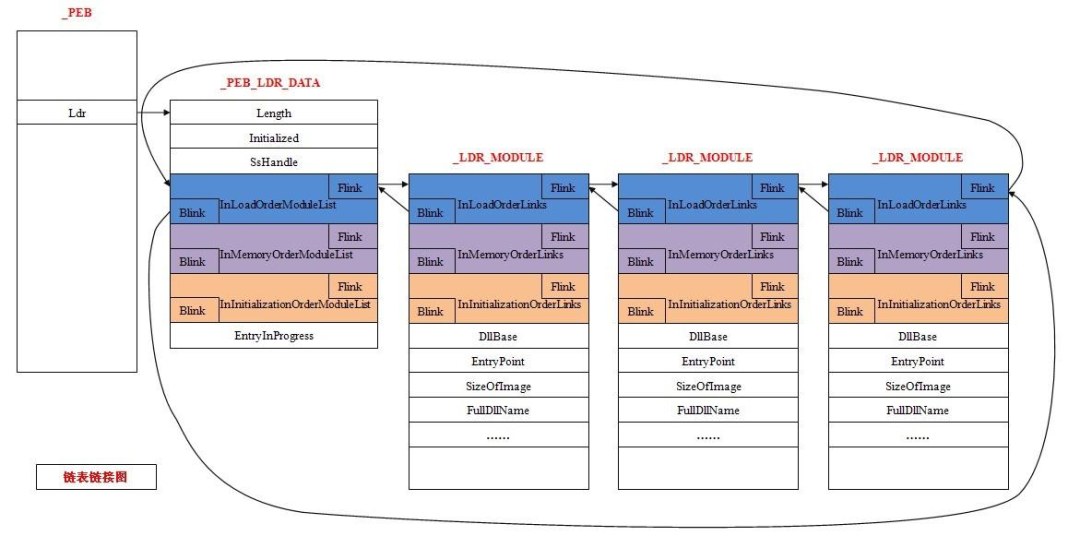 _PEB
Ldr
_PEB_LDR_DATA
Length
Initialized
SsHandle
Flink
Blink InLoadOrderModuleList
Flink
Blink InMemoryOrderModuleList
Flink
Blink InInitializationOrderModuleList
EntryInProgress
_LDR_MODULE
Flink
Blink InLoadOrderLinks
Flink
Blink InMemoryOrderLinks
Flink
Blink InInitializationOrderLinks
DllBase
EntryPoint
SizeOfImage
FullDllName
......
_LDR_MODULE
Flink
Blink InLoadOrderLinks
Flink
Blink InMemoryOrderLinks
Flink
Blink InInitializationOrderLinks
DllBase
EntryPoint
SizeOfImage
FullDllName
......
_LDR_MODULE
Flink
Blink InLoadOrderLinks
Flink
Blink InMemoryOrderLinks
Flink
Blink InInitializationOrderLinks
DllBase
EntryPoint
SizeOfImage
FullDllName
......
链表链接图